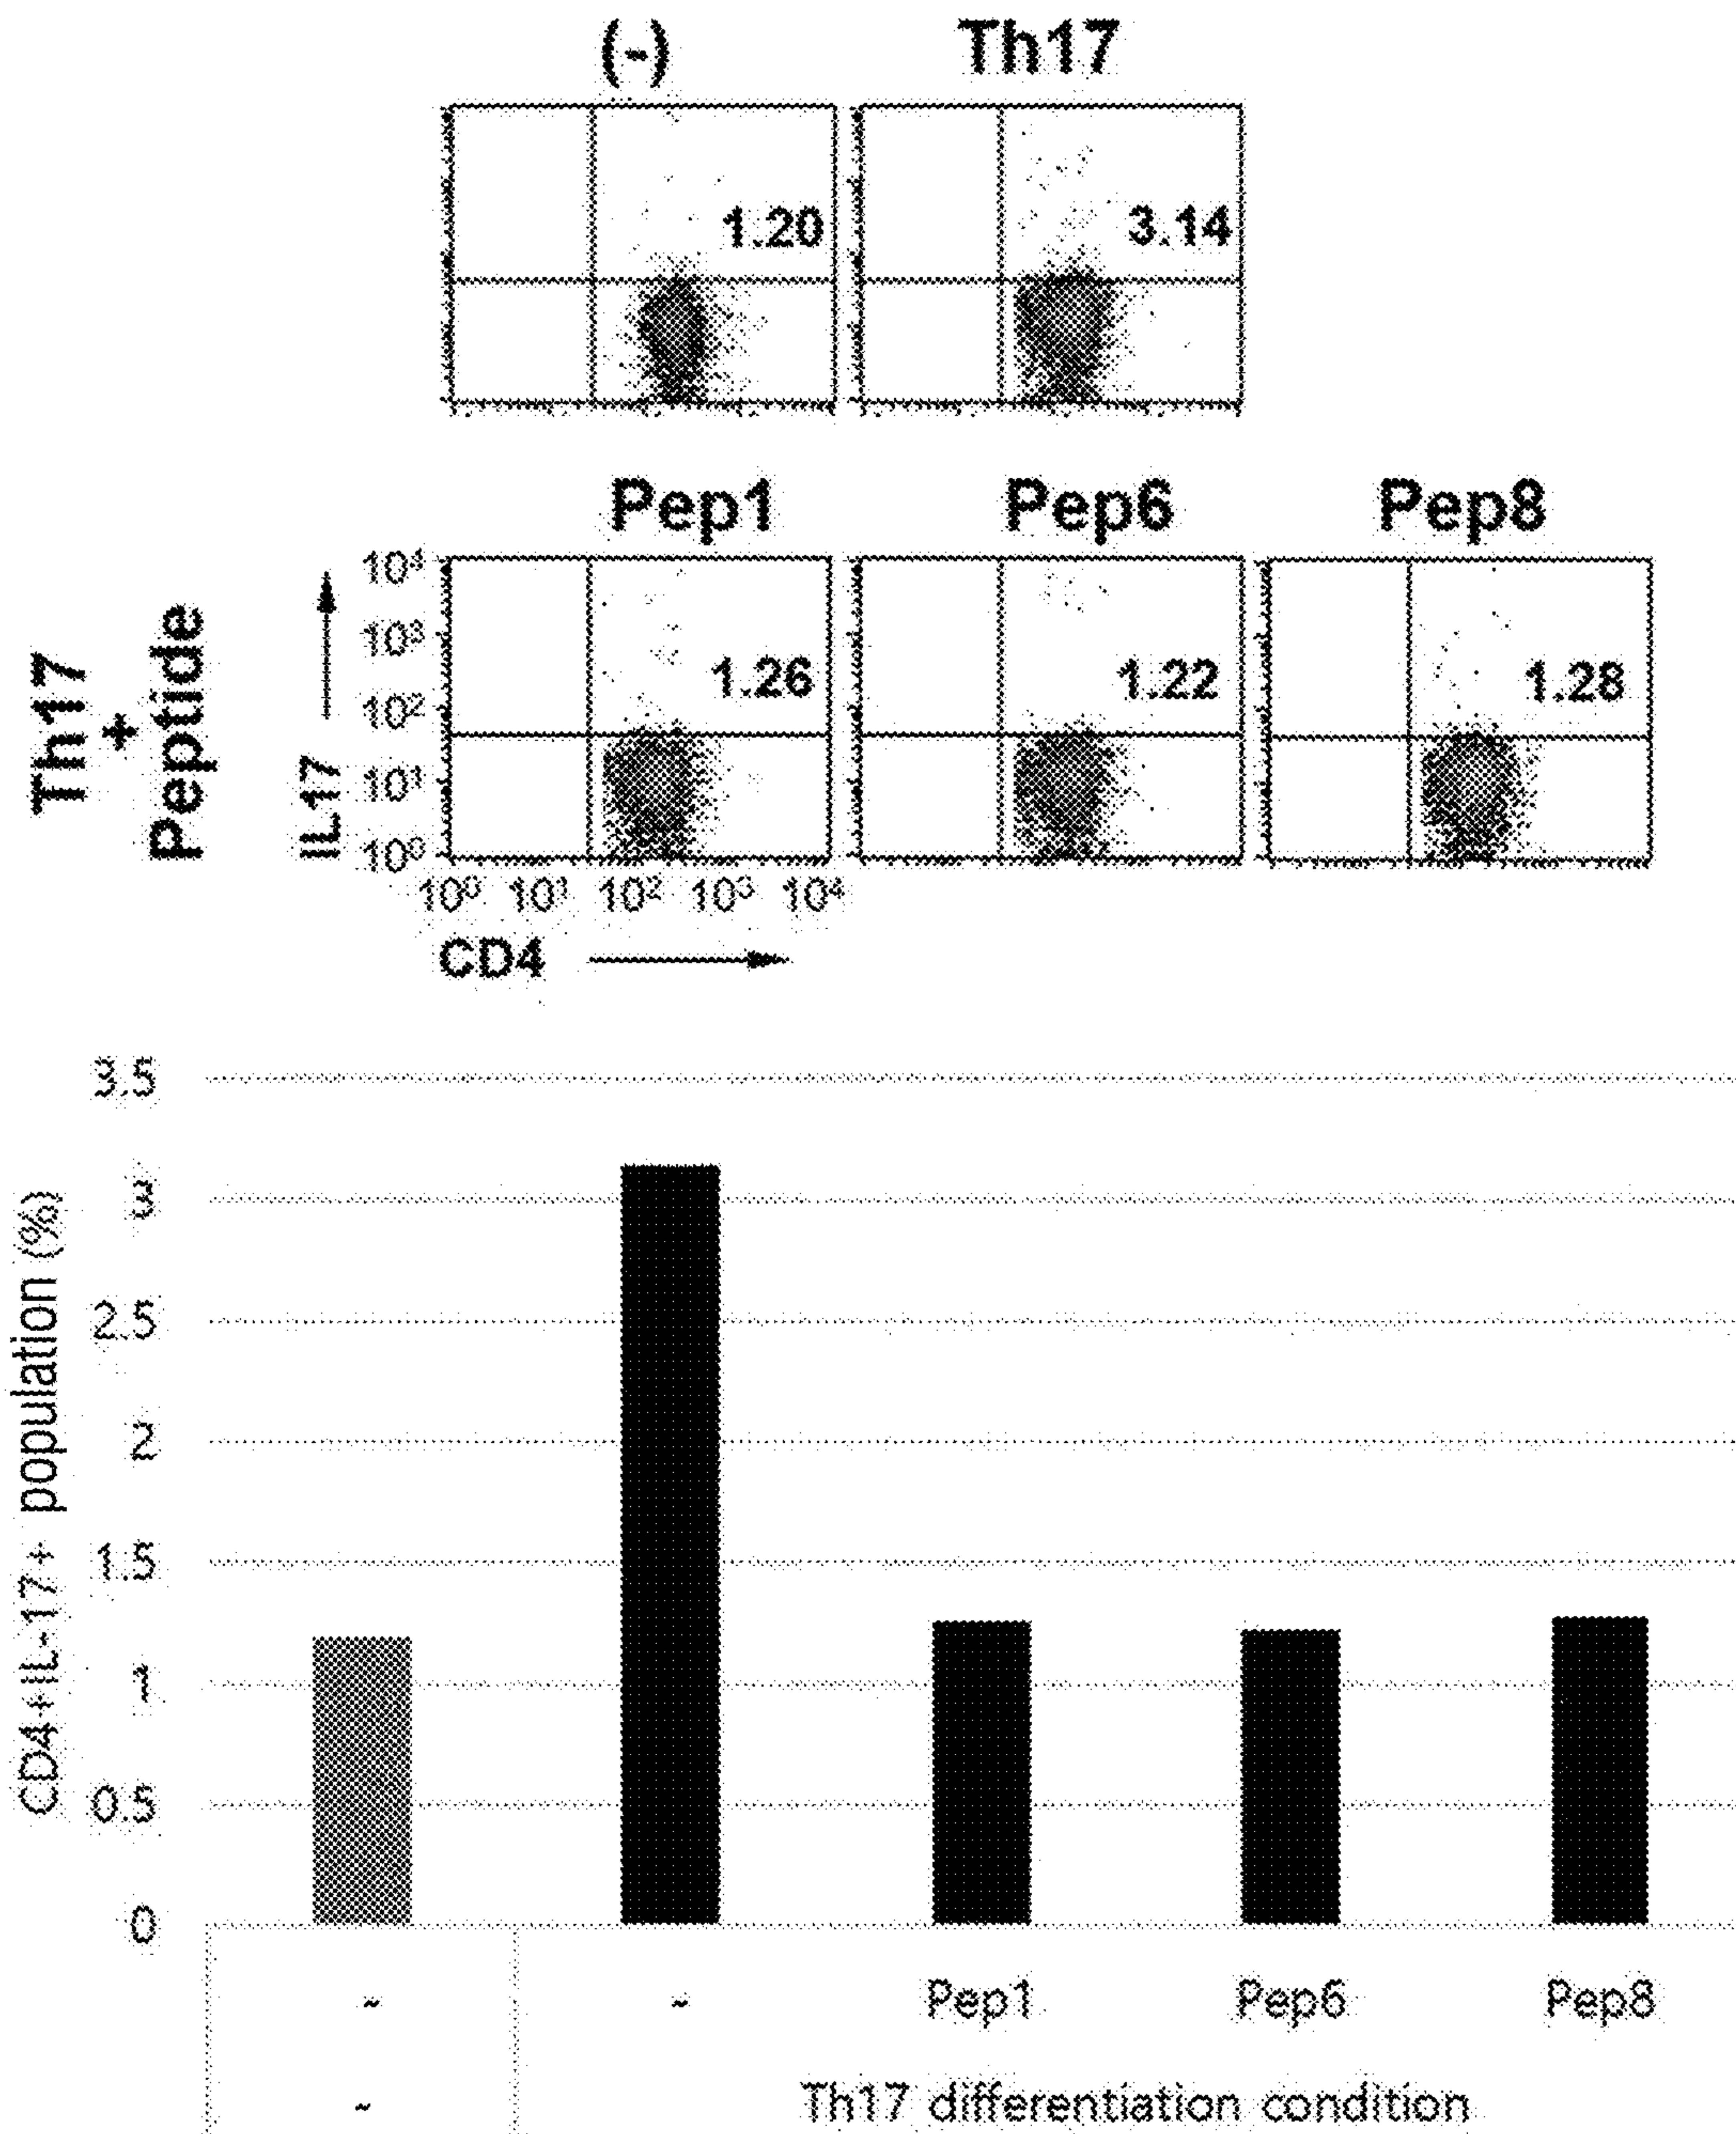 (-) Th17
1.20 3.14
Pep1 Pep6 Pep8
Th17
+
Peptide
IL17
10⁴
10³
10²
10¹
10⁰
1.26 1.22 1.28
10⁰ 10¹ 10² 10³ 10⁴
CD4
CD4+IL-17+ population (%)
3.5
3
2.5
2
1.5
1
0.5
0
- - Pep1 Pep6 Pep8
- Th17 differentiation condition